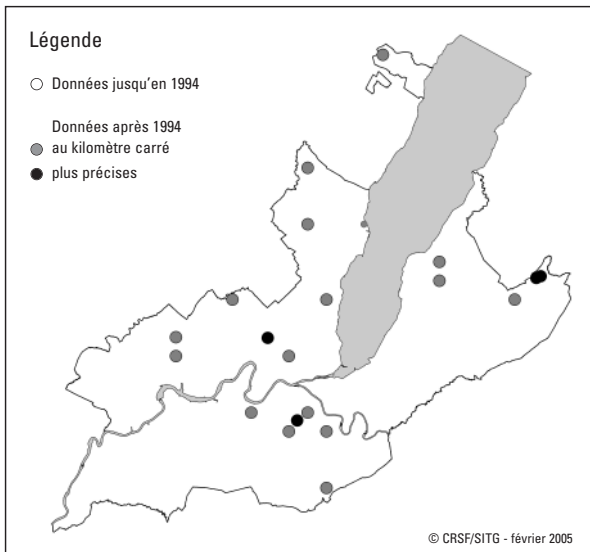 Légende
Données jusqu'en 1994
Données après 1994
au kilomètre carré
plus précises
© CRSF/SITG - février 2005